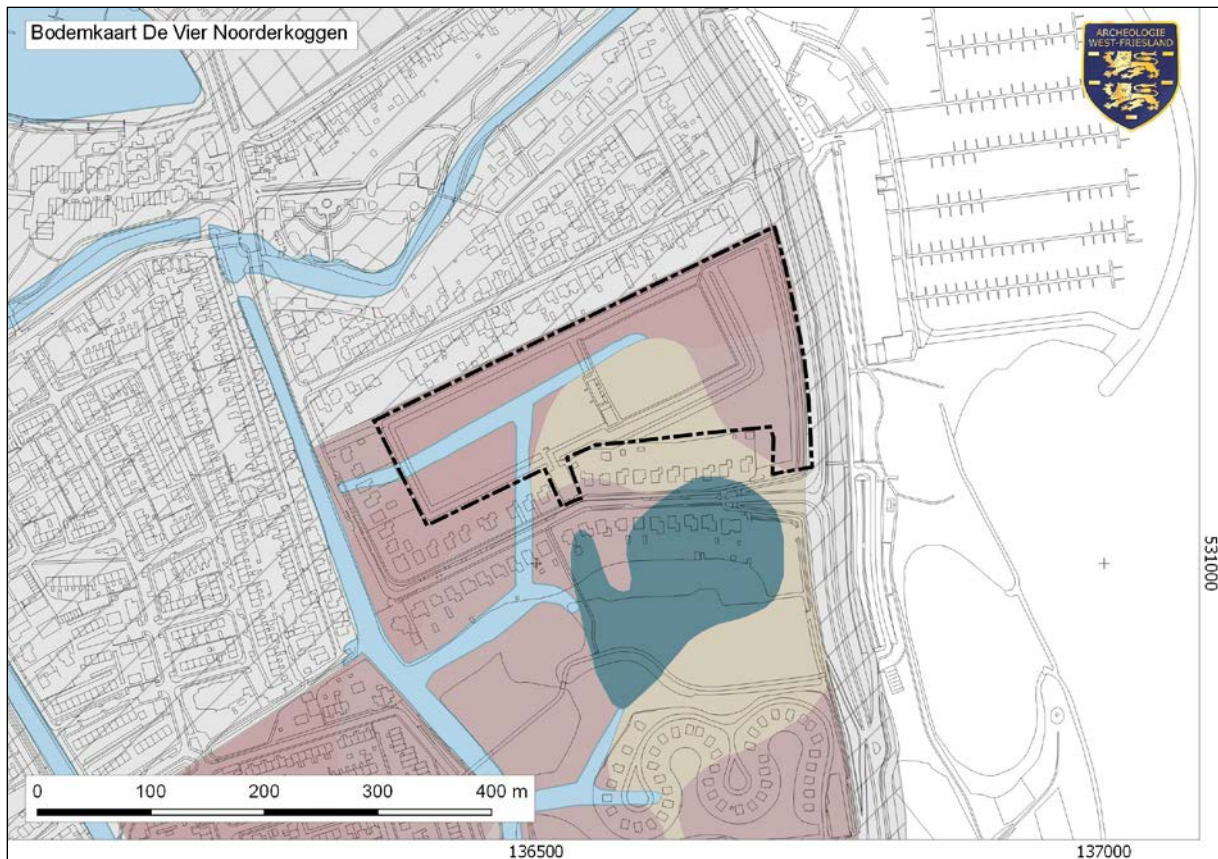 Bodemkaart De Vier Noorderkoggen
ARCHEOLOGIE
WEST-FRIESLAND
531000
0 100 200 300 400 m
136500 137000